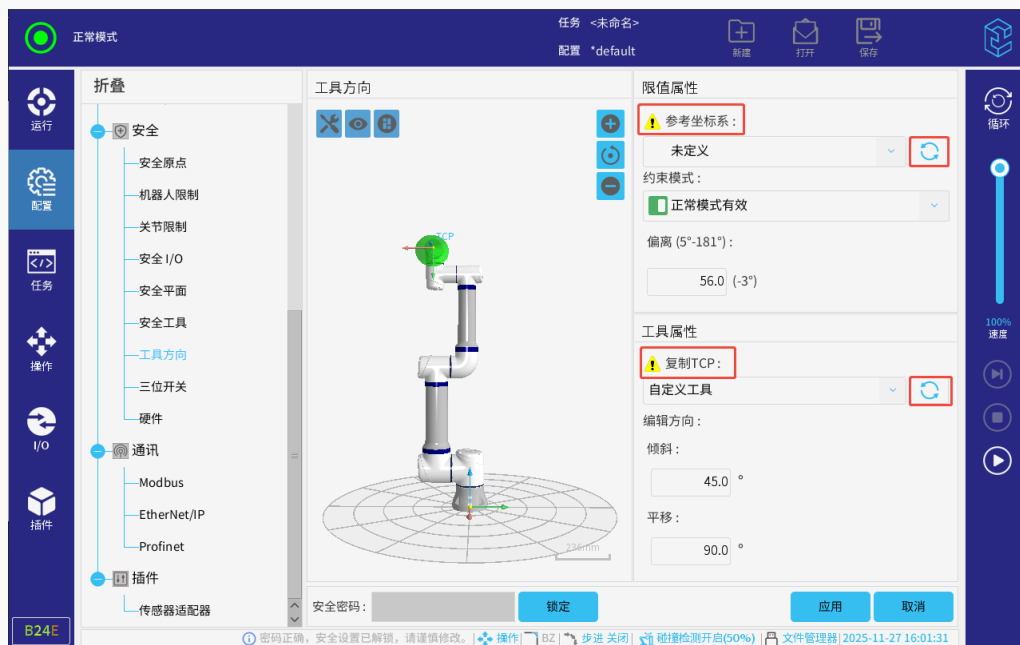 正常模式
任务 <未命名>
配置 *default
新建
打开
保存
运行
配置
任务
操作
I/O
插件
B24E
折叠
安全
安全原点
机器人限制
关节限制
安全 I/O
安全平面
安全工具
工具方向
三位开关
硬件
通讯
Modbus
EtherNet/IP
Profinet
插件
传感器适配器
工具方向
TCP
236mm
限值属性
参考坐标系：
未定义
约束模式：
正常模式有效
偏离 (5°-181°)：
56.0 (-3°)
工具属性
复制TCP：
自定义工具
编辑方向：
倾斜：
45.0 °
平移：
90.0 °
安全密码：
锁定
应用
取消
循环
100%
速度
密码正确，安全设置已解锁，请谨慎修改。| 操作| BZ| 步进 关闭| 碰撞检测开启(50%) | 文件管理器| 2025-11-27 16:01:31